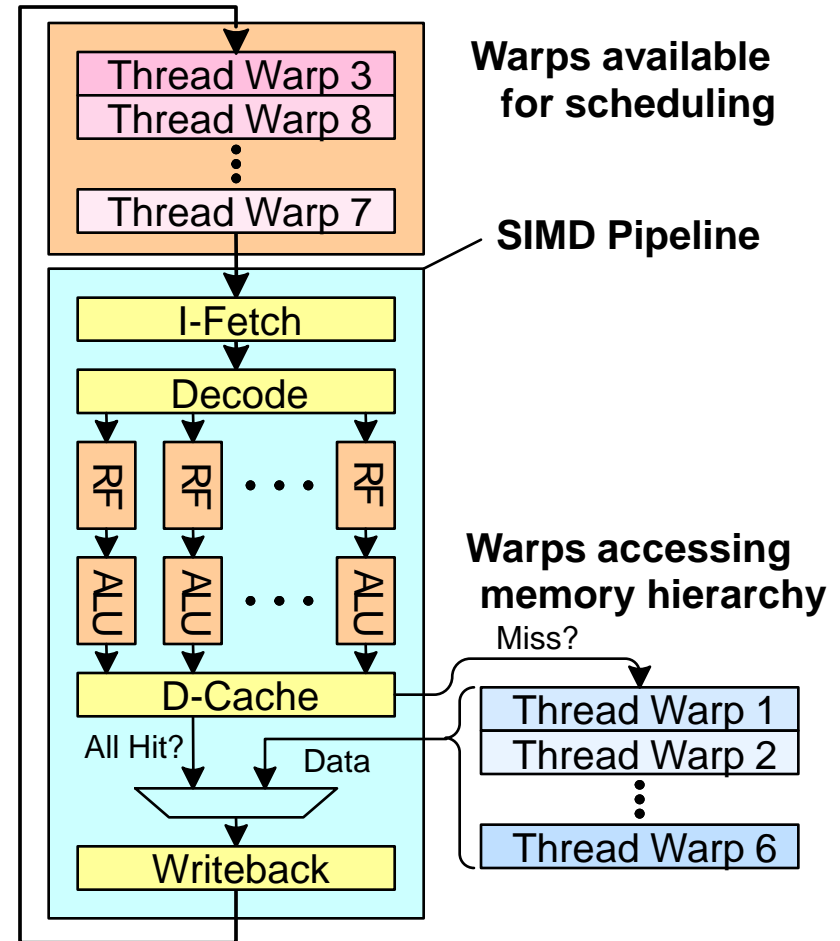 Thread Warp 3
Thread Warp 8
Thread Warp 7
Warps available
for scheduling
SIMD Pipeline
I-Fetch
Decode
RF
RF
RF
ALU
ALU
ALU
Warps accessing
memory hierarchy
Miss?
D-Cache
All Hit?
Data
Thread Warp 1
Thread Warp 2
Thread Warp 6
Writeback